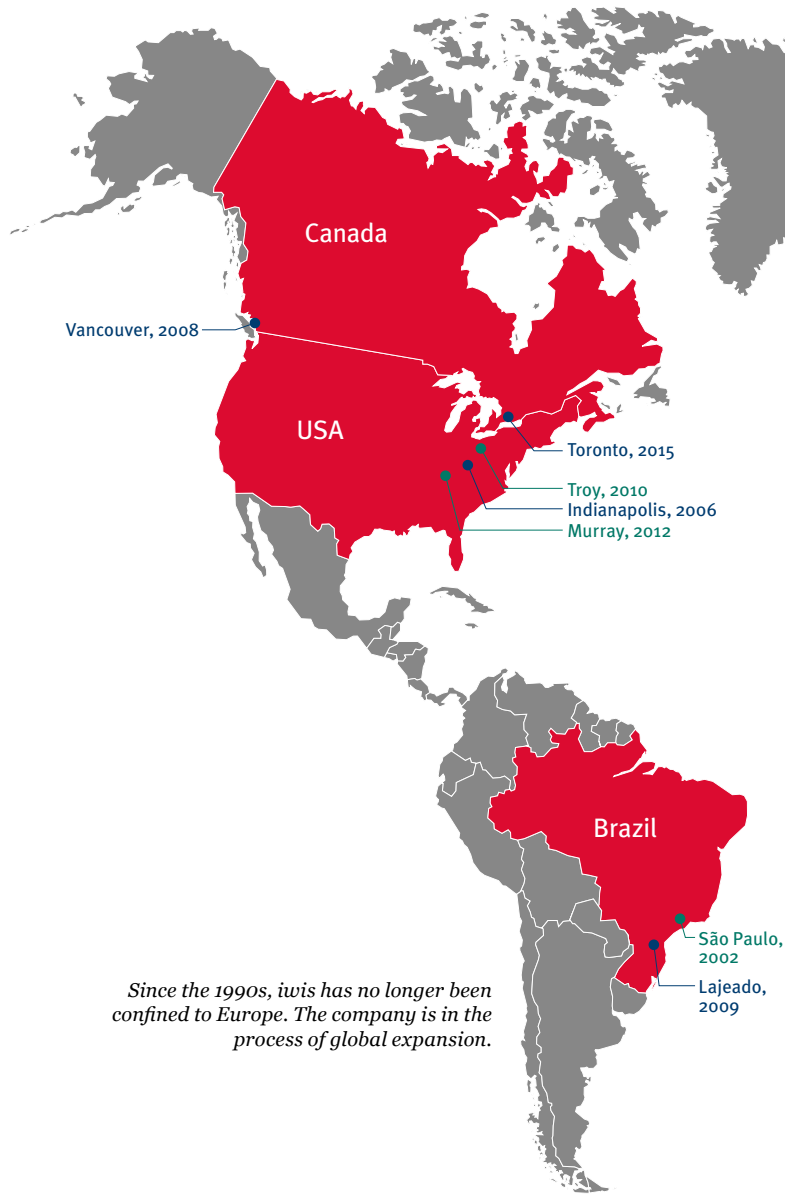 Canada
Vancouver, 2008
USA
Toronto, 2015
Troy, 2010
Indianapolis, 2006
Murray, 2012
Brazil
São Paulo,
2002
Lajeado,
2009
Since the 1990s, iwis has no longer been
confined to Europe. The company is in the
process of global expansion.